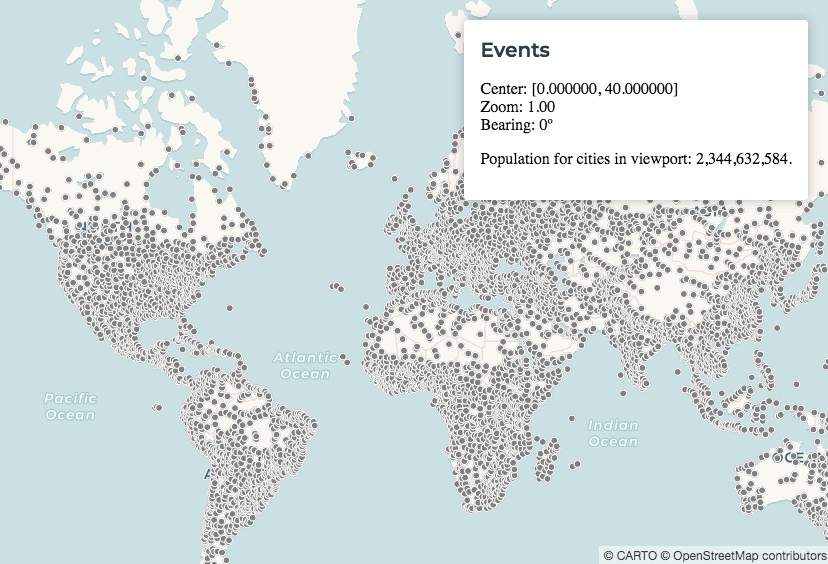 Events
Center: [0.000000, 40.000000]
Zoom: 1.00
Bearing: 0º
Population for cities in viewport: 2,344,632,584.
Atlantic
Ocean
Pacific
Ocean
Indian
Ocean
OCE
© CARTO © OpenStreetMap contributors